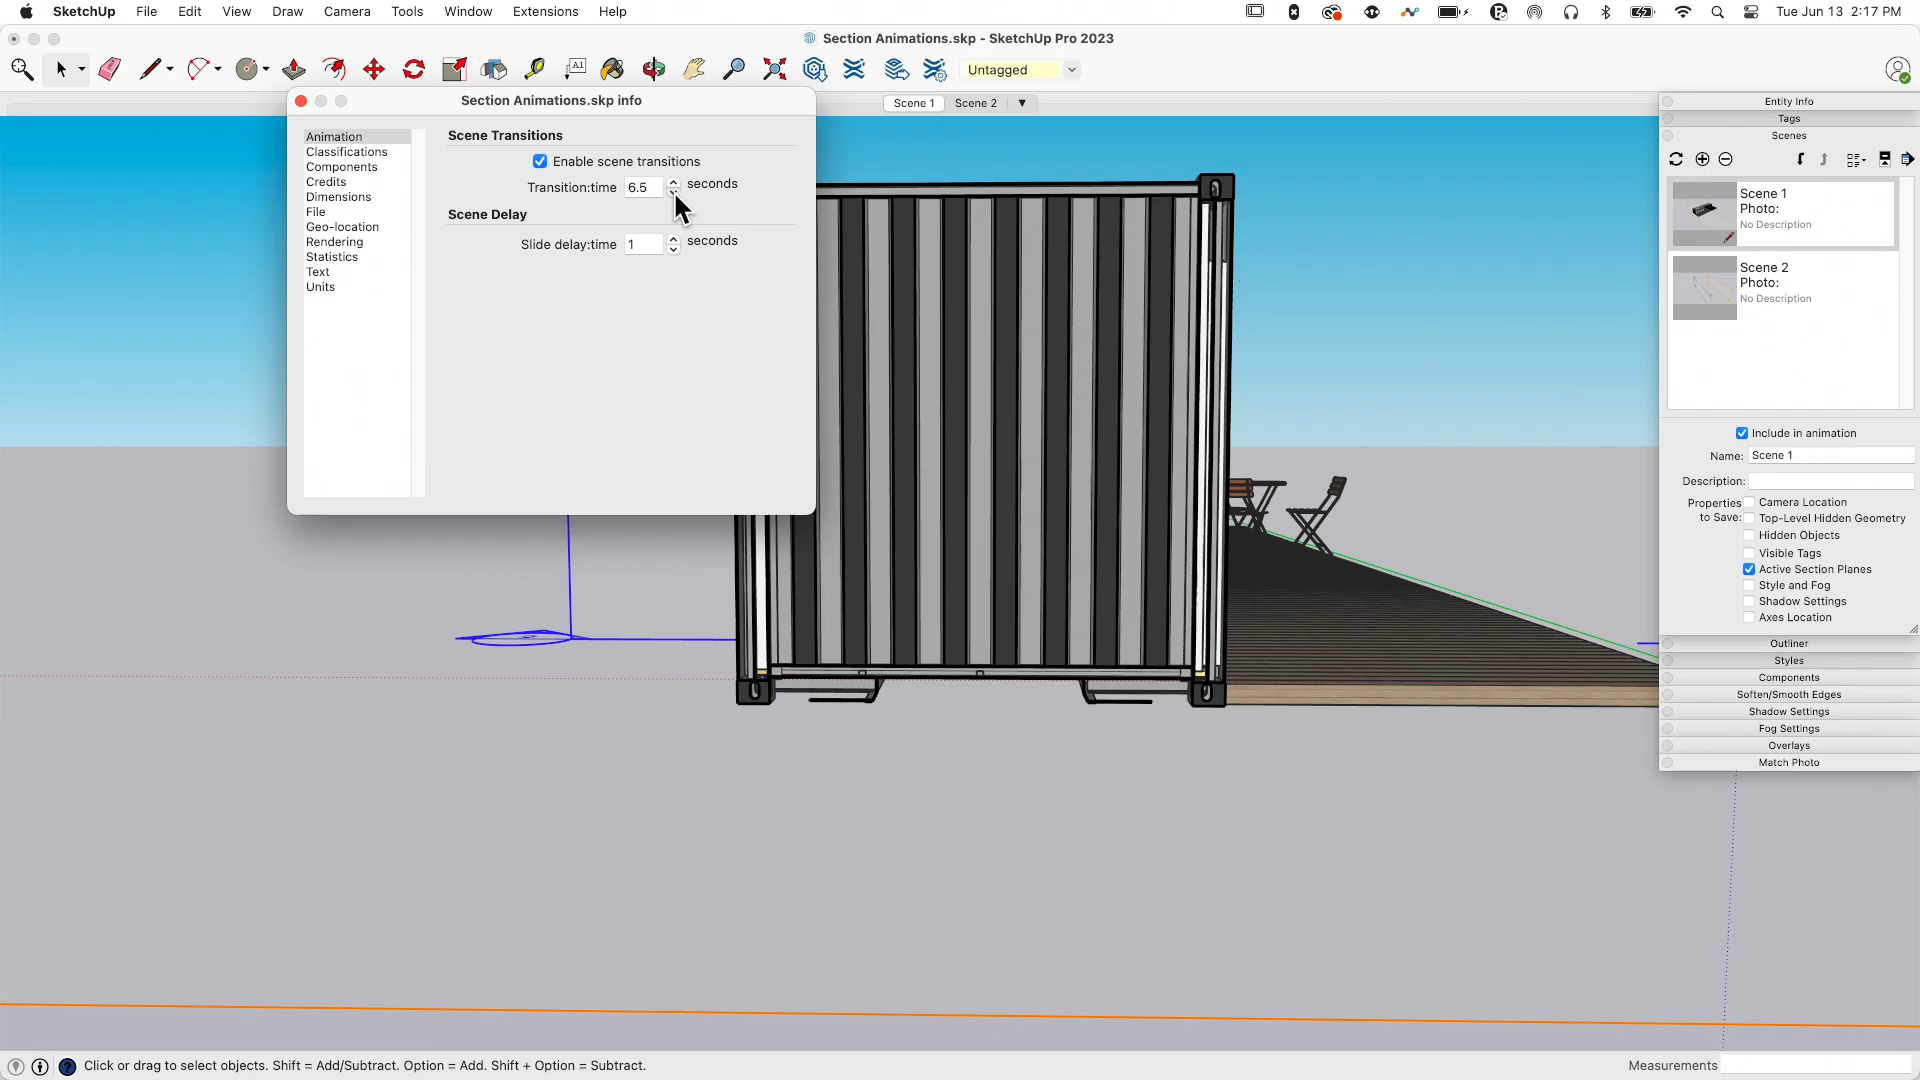 SketchUp File Edit View Draw Camera Tools Window Extensions Help Tue Jun 13 2:17 PM
Section Animations.skp - SketchUp Pro 2023
A1 Untagged
Scene 1 Scene 2
Section Animations.skp info
Animation
Classifications
Components
Credits
Dimensions
File
Geo-location
Rendering
Statistics
Text
Units
Scene Transitions
Enable scene transitions
Transition:time 6.5 seconds
Scene Delay
Slide delay:time 1 seconds
Entity Info
Tags
Scenes
Scene 1
Photo:
No Description
Scene 2
Photo:
No Description
Include in animation
Name: Scene 1
Description:
Properties to Save:
Camera Location
Top-Level Hidden Geometry
Hidden Objects
Visible Tags
Active Section Planes
Style and Fog
Shadow Settings
Axes Location
Outliner
Styles
Components
Soften/Smooth Edges
Shadow Settings
Fog Settings
Overlays
Match Photo
Click or drag to select objects. Shift = Add/Subtract. Option = Add. Shift + Option = Subtract.
Measurements